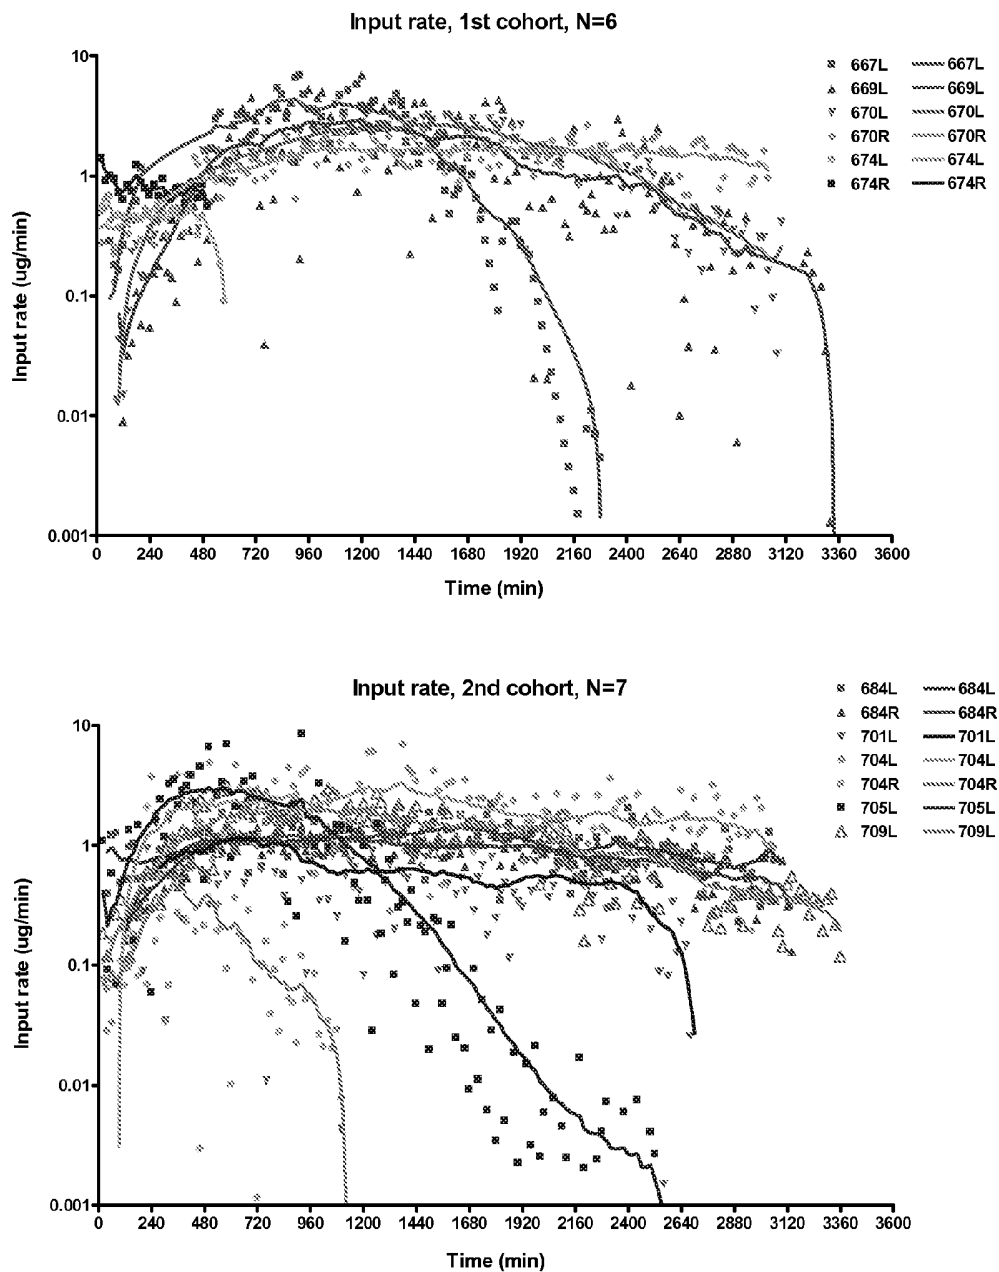 Input rate, 1st cohort, N=6
10
1
0.1
0.01
0.001
Input rate (ug/min)
0 240 480 720 960 1200 1440 1680 1920 2160 2400 2640 2880 3120 3360 3600
Time (min)
667L 667L
669L 669L
670L 670L
670R 670R
674L 674L
674R 674R
Input rate, 2nd cohort, N=7
10
1
0.1
0.01
0.001
Input rate (ug/min)
0 240 480 720 960 1200 1440 1680 1920 2160 2400 2640 2880 3120 3360 3600
Time (min)
684L 684L
684R 684R
701L 701L
704L 704L
704R 704R
705L 705L
709L 709L